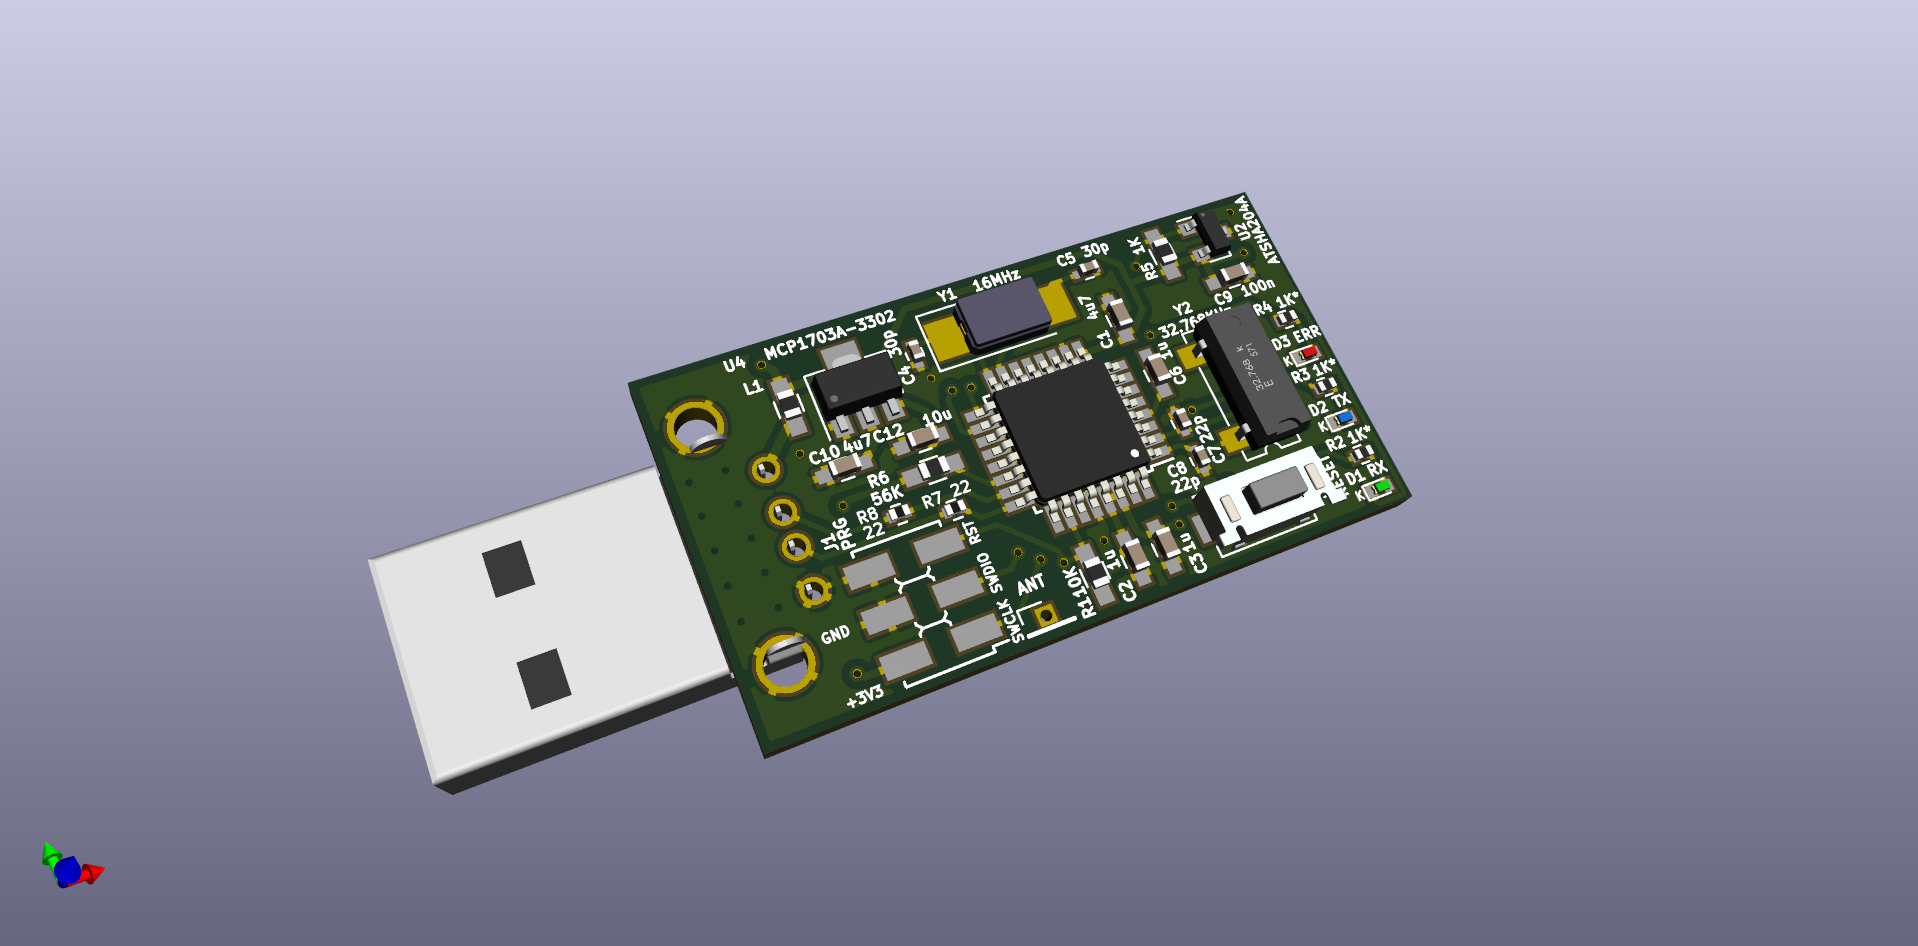 U4
MCP1703A-3302
L1
Y1
16MHz
C5 30p
1K
R5
U2
ATSHA204A
30p
C4
4u7
C1
C9
100n
Y2
R4 1K*
D3 ERR
K
R3 1K*
D2 TX
K
R2 1K*
D1 RX
K
32.768 K
571
E
1u
C6
C7
22p
C8
22p
C10
4u7
C12
10u
R6
56K
R7 22
R8
22
J1
PRG
RST
SWDIO
SWCLK
GND
+3V3
ANT
R1
10K
C2
1u
C3
1u